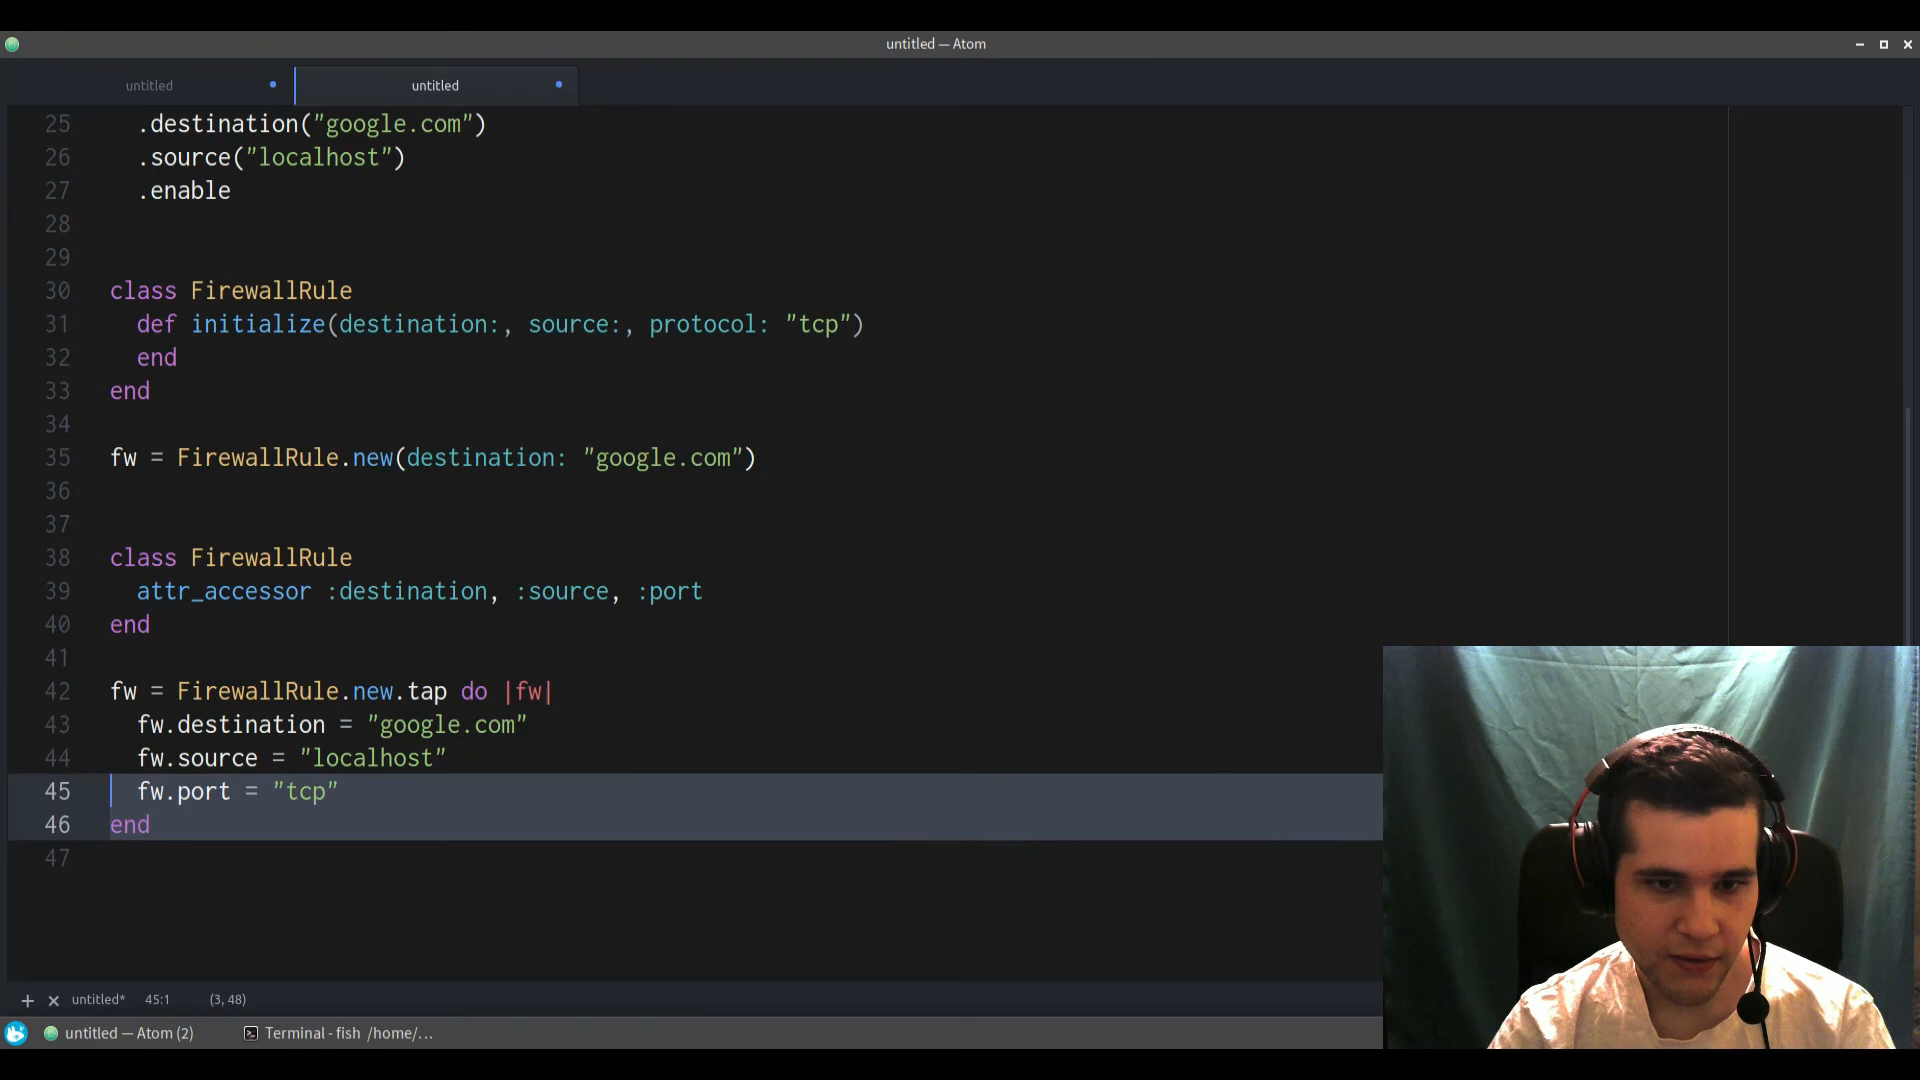 untitled — Atom
untitled
untitled
25 .destination("google.com")
26 .source("localhost")
27 .enable
28
29
30 class FirewallRule
31 def initialize(destination:, source:, protocol: "tcp")
32 end
33 end
34
35 fw = FirewallRule.new(destination: "google.com")
36
37
38 class FirewallRule
39 attr_accessor :destination, :source, :port
40 end
41
42 fw = FirewallRule.new.tap do |fw|
43 fw.destination = "google.com"
44 fw.source = "localhost"
45 fw.port = "tcp"
46 end
47
untitled* 45:1 (3, 48)
untitled — Atom (2) Terminal - fish /home/...